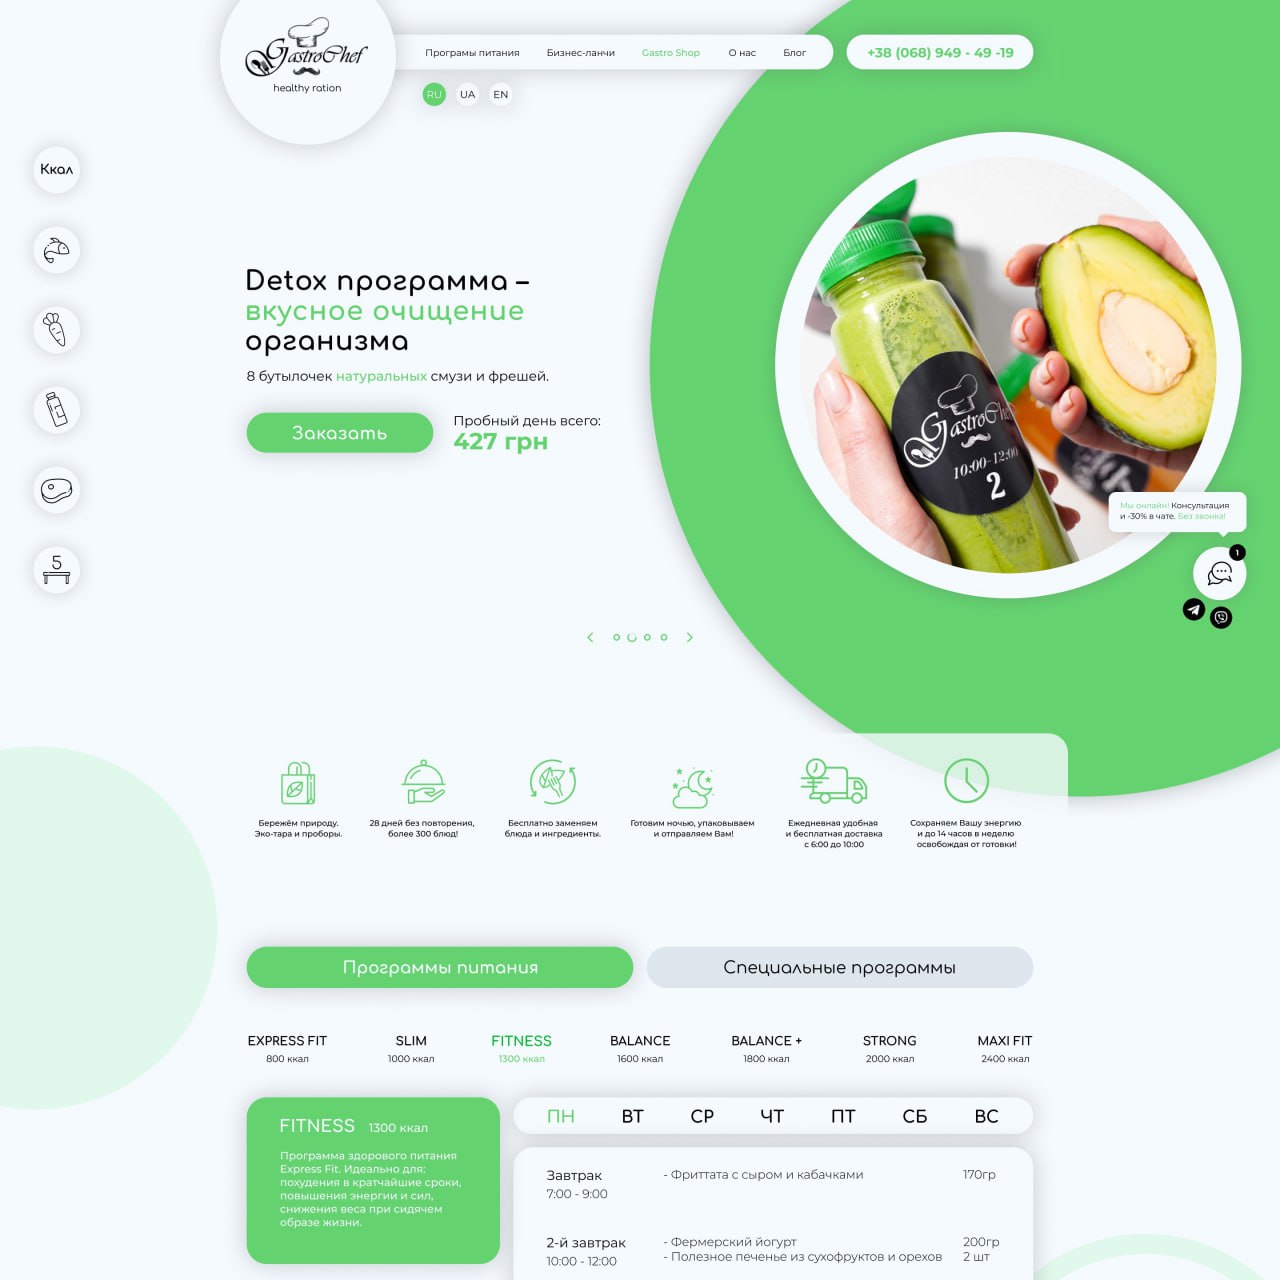 GastroChef
healthy ration
Програмы питания
Бизнес-ланчи
Gastro Shop
О нас
Блог
+38 (068) 949 - 49 -19
RU
UA
EN
Ккал
5
Detox программа –
вкусное очищение
организма
8 бутылочек натуральных смузи и фрешей.
Заказать
Пробный день всего:
427 грн
GastroChef
10:00-12:00
2
Мы онлайн! Консультация
и -30% в чате. Без звонка!
1
Бережём природу.
Эко-тара и проборы.
28 дней без повторения,
более 300 блюд!
Бесплатно заменяем
блюда и ингредиенты.
Готовим ночью, упаковываем
и отправляем Вам!
Ежедневная удобная
и бесплатная доставка
с 6:00 до 10:00
Сохраняем Вашу энергию
и до 14 часов в неделю
освобождая от готовки!
Программы питания
Специальные программы
EXPRESS FIT
800 ккал
SLIM
1000 ккал
FITNESS
1300 ккал
BALANCE
1600 ккал
BALANCE +
1800 ккал
STRONG
2000 ккал
MAXI FIT
2400 ккал
FITNESS 1300 ккал
Программа здорового питания
Express Fit. Идеально для:
похудения в кратчайшие сроки,
повышения энергии и сил,
снижения веса при сидячем
образе жизни.
ПН
ВТ
СР
ЧТ
ПТ
СБ
ВС
Завтрак
7:00 - 9:00
- Фриттата с сыром и кабачками
170гр
2-й завтрак
10:00 - 12:00
- Фермерский йогурт
200гр
- Полезное печенье из сухофруктов и орехов
2 шт